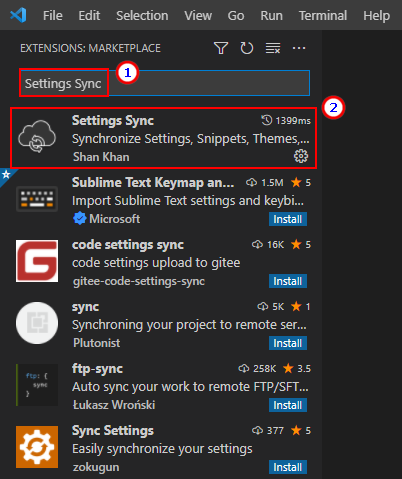 File Edit Selection View Go Run Terminal Help
EXTENSIONS: MARKETPLACE
Settings Sync
1
2
Settings Sync 1399ms
Synchronize Settings, Snippets, Themes,...
Shan Khan
Sublime Text Keymap an... 1.5M 5
Import Sublime Text settings and keybi...
Microsoft Install
code settings sync 16K 5
code settings upload to gitee
gitee-code-settings-sync Install
sync 5K 1
Synchroning your project to remote ser...
Plutonist Install
ftp: {
sync
}
ftp-sync 258K 3.5
Auto sync your work to remote FTP/SFT...
Łukasz Wroński Install
Sync Settings 377 5
Easily synchronize your settings
zokugun Install